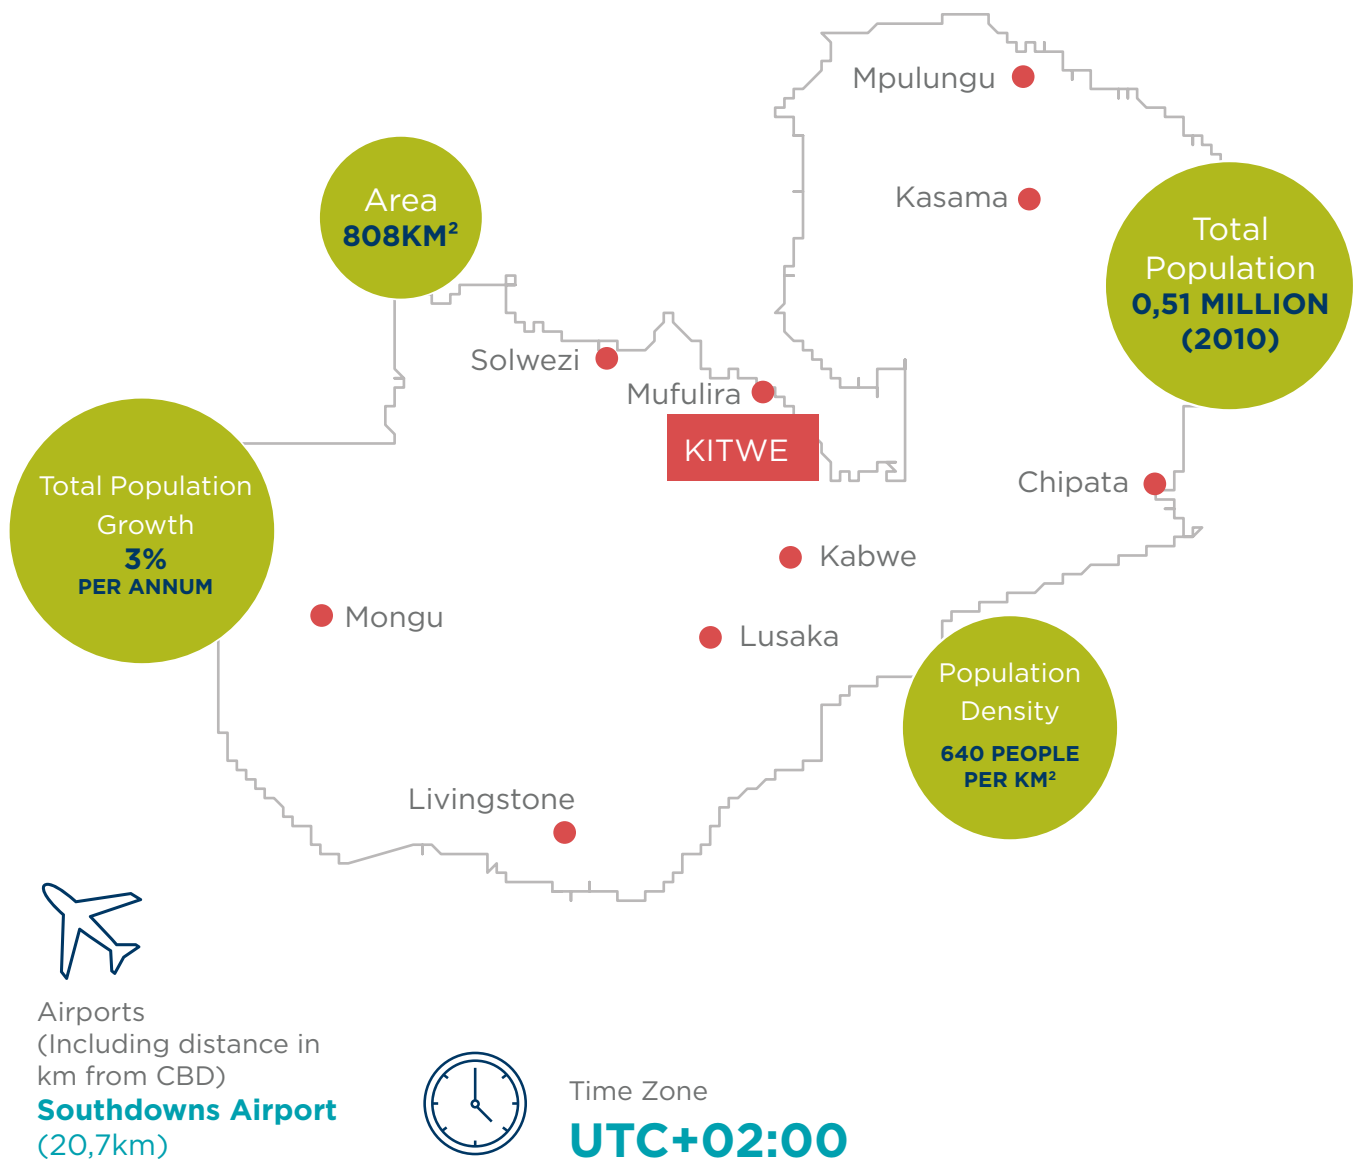 Mpulungu
Kasama
Area
808KM²
Total
Population
0,51 MILLION
(2010)
Solwezi
Mufulira
KITWE
Chipata
Total Population
Growth
3%
PER ANNUM
Kabwe
Mongu
Lusaka
Population
Density
640 PEOPLE
PER KM²
Livingstone
Airports
(Including distance in
km from CBD)
Southdowns Airport
(20,7km)
Time Zone
UTC+02:00